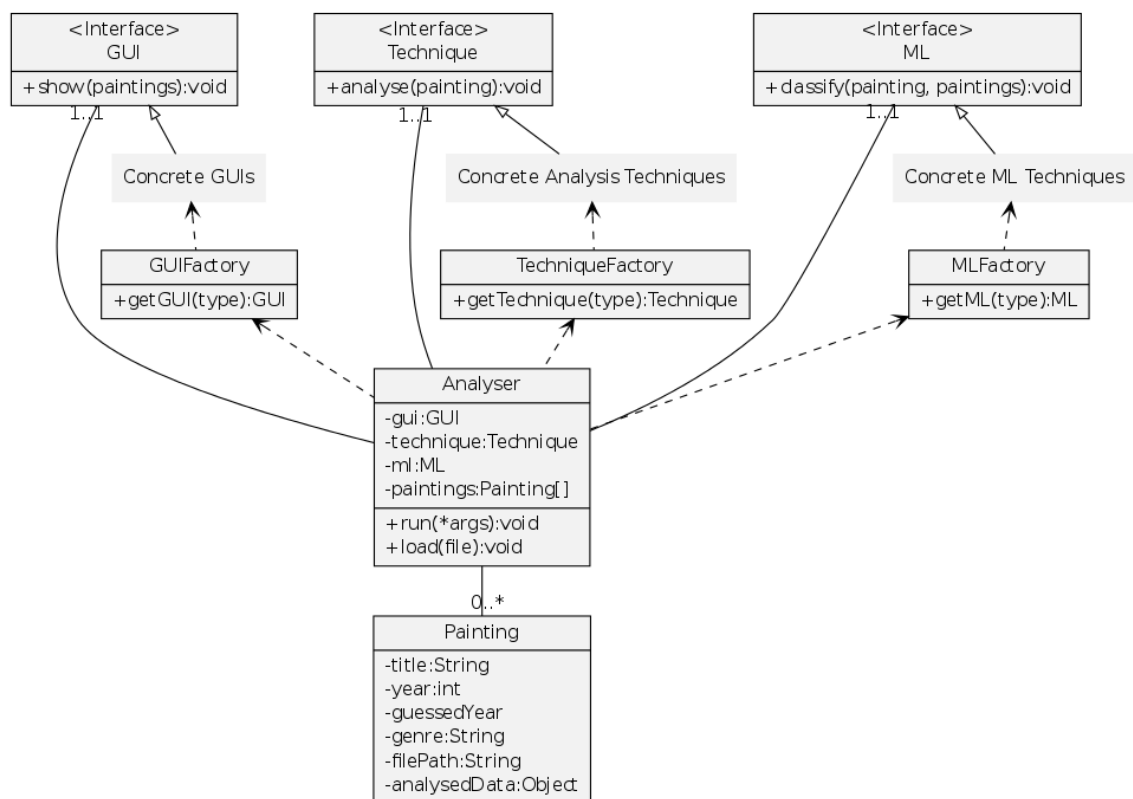 <Interface>
GUI
+show(paintings):void
1..1
<Interface>
Technique
+analyse(painting):void
1..1
<Interface>
ML
+classify(painting, paintings):void
1..1
Concrete GUIs
Concrete Analysis Techniques
Concrete ML Techniques
GUIFactory
+getGUI(type):GUI
TechniqueFactory
+getTechnique(type):Technique
MLFactory
+getML(type):ML
Analyser
-gui:GUI
-technique:Technique
-ml:ML
-paintings:Painting[]
+run(*args):void
+load(file):void
0..*
Painting
-title:String
-year:int
-guessedYear
-genre:String
-filePath:String
-analysedData:Object